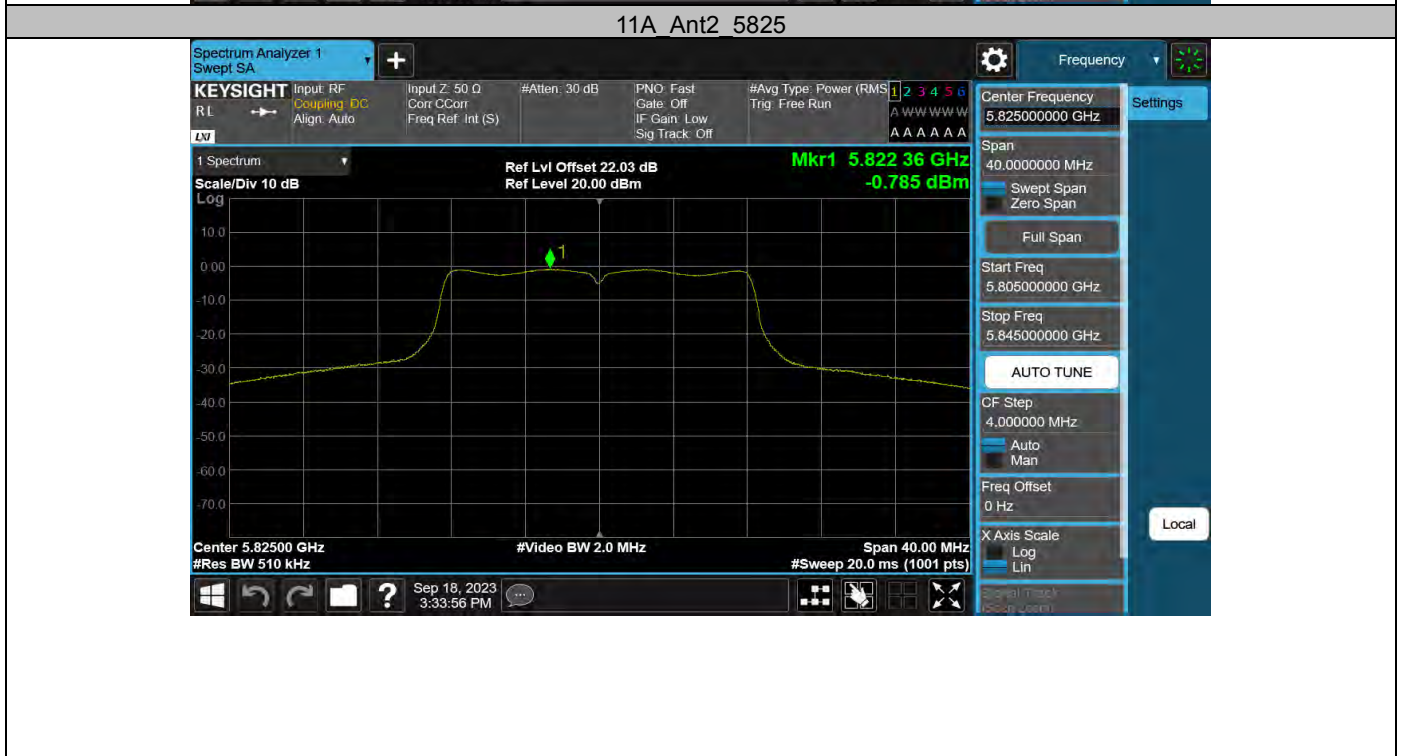 11A_Ant2_5825
Spectrum Analyzer 1
Swept SA
+
Frequency
KEYSIGHT
RL
LXI
Input: RF
Coupling: DC
Align: Auto
Input Z: 50 Ω
Corr CCorr
Freq Ref: Int (S)
#Atten: 30 dB
PNO: Fast
Gate: Off
IF Gain: Low
Sig Track: Off
#Avg Type: Power (RMS
Trig: Free Run
1 2 3 4 5 6
A W W W W W
A A A A A A
1 Spectrum
Scale/Div 10 dB
Log
Ref Lvl Offset 22.03 dB
Ref Level 20.00 dBm
Mkr1 5.822 36 GHz
-0.785 dBm
10.0
0.00
-10.0
-20.0
-30.0
-40.0
-50.0
-60.0
-70.0
1
Center 5.82500 GHz
#Res BW 510 kHz
#Video BW 2.0 MHz
Span 40.00 MHz
#Sweep 20.0 ms (1001 pts)
Center Frequency
5.825000000 GHz
Settings
Span
40.0000000 MHz
Swept Span
Zero Span
Full Span
Start Freq
5.805000000 GHz
Stop Freq
5.845000000 GHz
AUTO TUNE
CF Step
4.000000 MHz
Auto
Man
Freq Offset
0 Hz
X Axis Scale
Log
Lin
Local
Signal Track
(Span Zoom)
?
Sep 18, 2023
3:33:56 PM